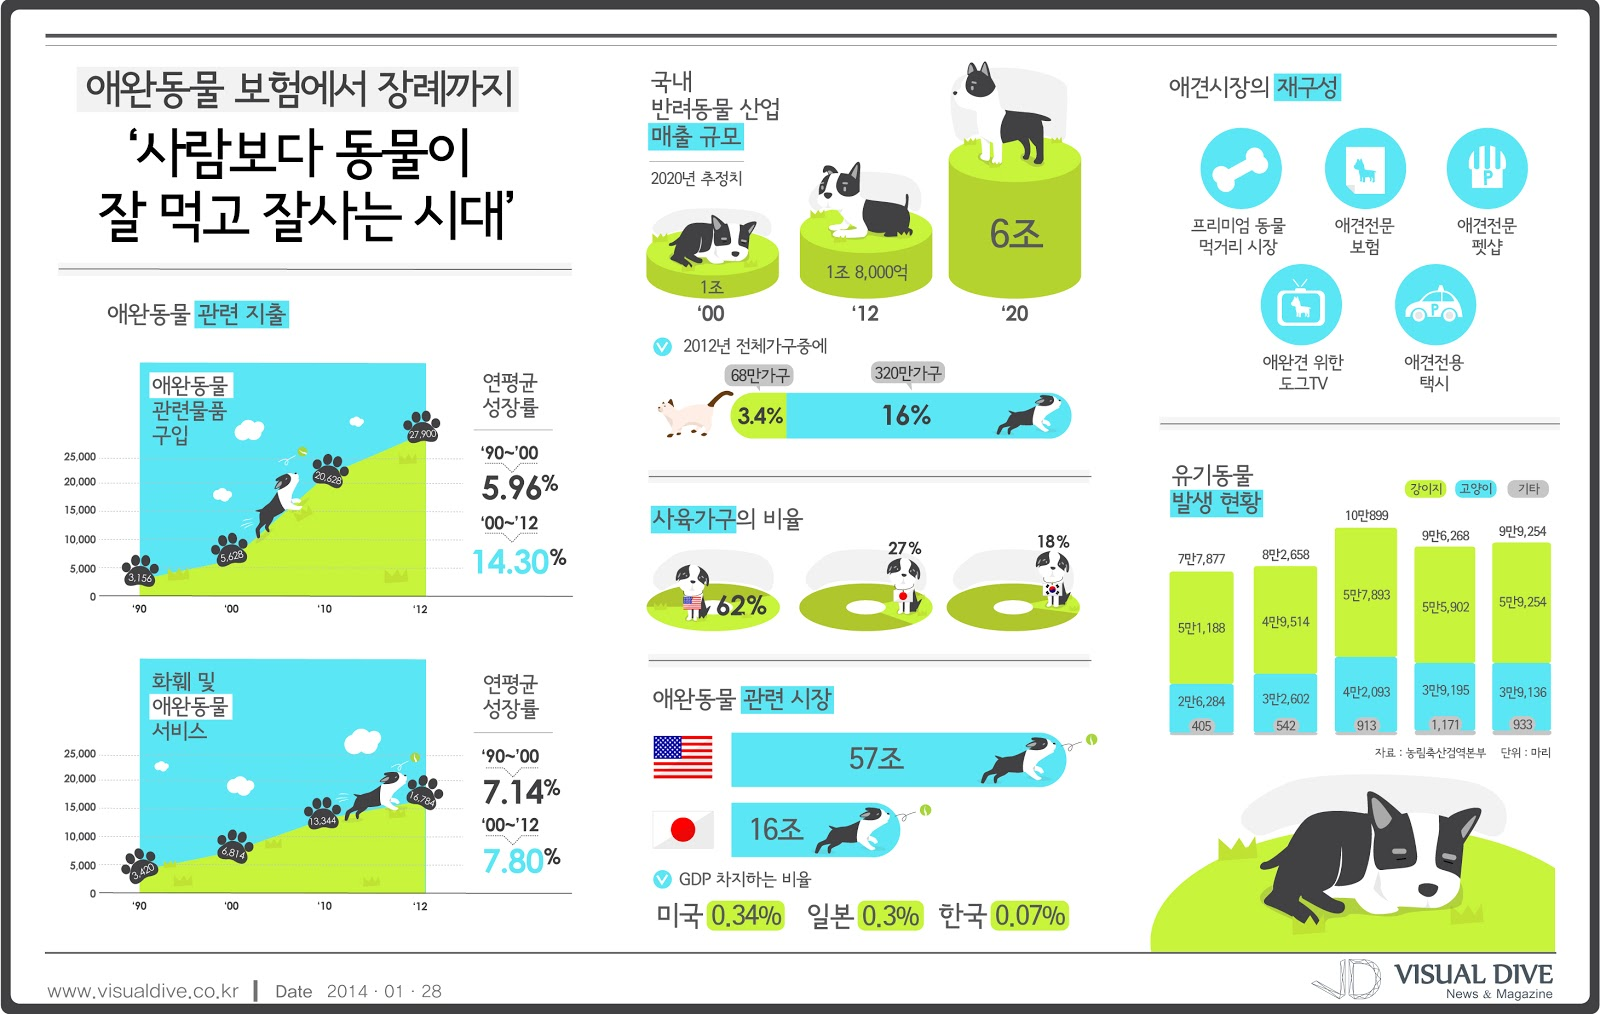 애완동물 보험에서 장례까지
‘사람보다 동물이
잘 먹고 잘사는 시대’
애완동물 관련 지출
애완동물
관련물품
구입
25,000
20,000
15,000
10,000
5,000
0
3,156
5,628
20,628
27,900
‘90
‘00
‘10
‘12
연평균
성장률
‘90~’00
5.96%
‘00~’12
14.30%
화훼 및
애완동물
서비스
25,000
20,000
15,000
10,000
5,000
0
3,420
6,814
13,344
16,784
‘90
‘00
‘10
‘12
연평균
성장률
‘90~’00
7.14%
‘00~’12
7.80%
국내
반려동물 산업
매출 규모
2020년 추정치
1조
1조 8,000억
6조
‘00
‘12
‘20
2012년 전체가구중에
68만가구
320만가구
3.4%
16%
사육가구의 비율
62%
27%
18%
애완동물 관련 시장
57조
16조
GDP 차지하는 비율
미국 0.34% 일본 0.3% 한국 0.07%
애견시장의 재구성
프리미엄 동물
먹거리 시장
애견전문
보험
P
애견전문
펫샵
애완견 위한
도그TV
P
애견전용
택시
유기동물
발생 현황
강이지
고양이
기타
7만7,877
5만1,188
2만6,284
405
8만2,658
4만9,514
3만2,602
542
10만899
5만7,893
4만2,093
913
9만6,268
5만5,902
3만9,195
1,171
9만9,254
5만9,254
3만9,136
933
자료 : 농림축산검역본부 단위 : 마리
www.visualdive.co.kr | Date 2014 · 01 · 28
VISUAL DIVE
News & Magazine